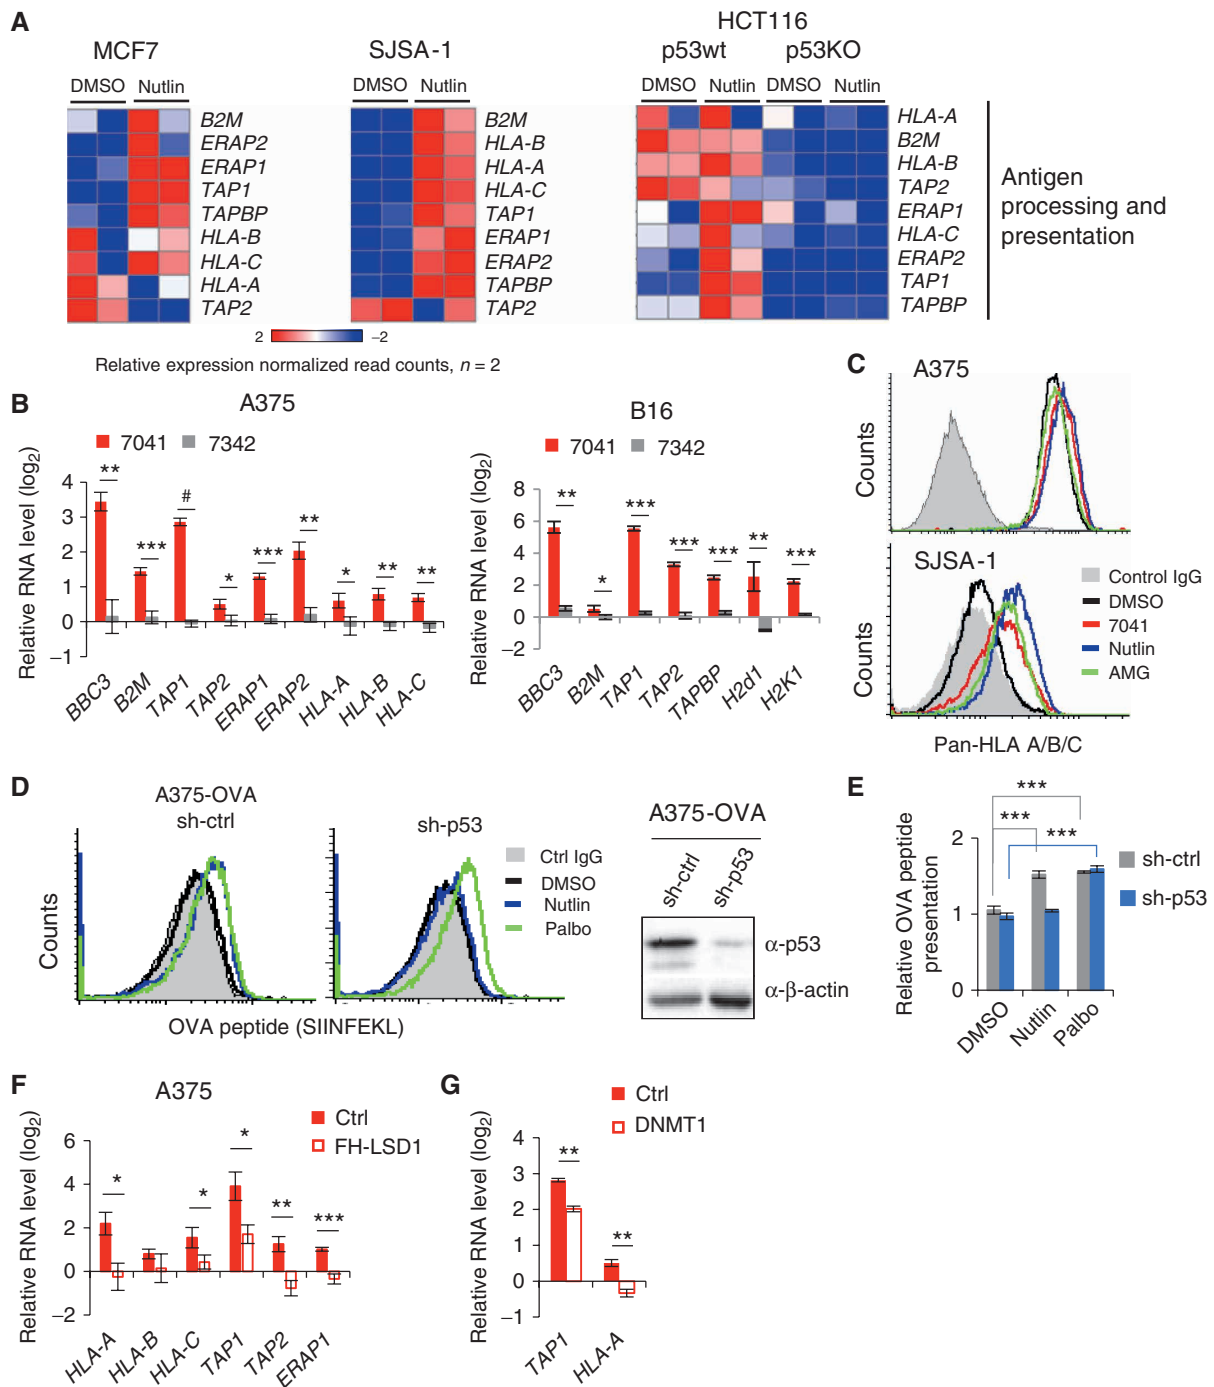 A
MCF7
SJSA-1
HCT116
p53wt p53KO
DMSO Nutlin
DMSO Nutlin
DMSO Nutlin DMSO Nutlin
B2M
ERAP2
ERAP1
TAP1
TAPBP
HLA-B
HLA-C
HLA-A
TAP2
B2M
HLA-B
HLA-A
HLA-C
TAP1
ERAP1
ERAP2
TAPBP
TAP2
HLA-A
B2M
HLA-B
TAP2
ERAP1
HLA-C
ERAP2
TAP1
TAPBP
Antigen
processing and
presentation
2 −2
Relative expression normalized read counts, n = 2
B
A375
7041 7342
Relative RNA level (log2)
4
3
2
1
0
−1
** *** # * *** ** * ** **
BBC3 B2M TAP1 TAP2 ERAP1 ERAP2 HLA-A HLA-B HLA-C
B16
7041 7342
Relative RNA level (log2)
8
6
4
2
0
−2
** * *** *** *** ** ***
BBC3 B2M TAP1 TAP2 TAPBP H2d1 H2K1
C
A375
Counts
SJSA-1
Counts
Control IgG
DMSO
7041
Nutlin
AMG
Pan-HLA A/B/C
D
A375-OVA
sh-ctrl
sh-p53
Counts
Ctrl IgG
DMSO
Nutlin
Palbo
OVA peptide (SIINFEKL)
A375-OVA
sh-ctrl sh-p53
α-p53
α-β-actin
E
Relative OVA peptide
presentation
2
1
0
***
***
***
sh-ctrl
sh-p53
DMSO Nutlin Palbo
F
A375
Ctrl
FH-LSD1
Relative RNA level (log2)
6
4
2
0
−2
* * * ** ***
HLA-A HLA-B HLA-C TAP1 TAP2 ERAP1
G
Ctrl
DNMT1
Relative RNA level (log2)
4
3
2
1
0
−1
** **
TAP1 HLA-A